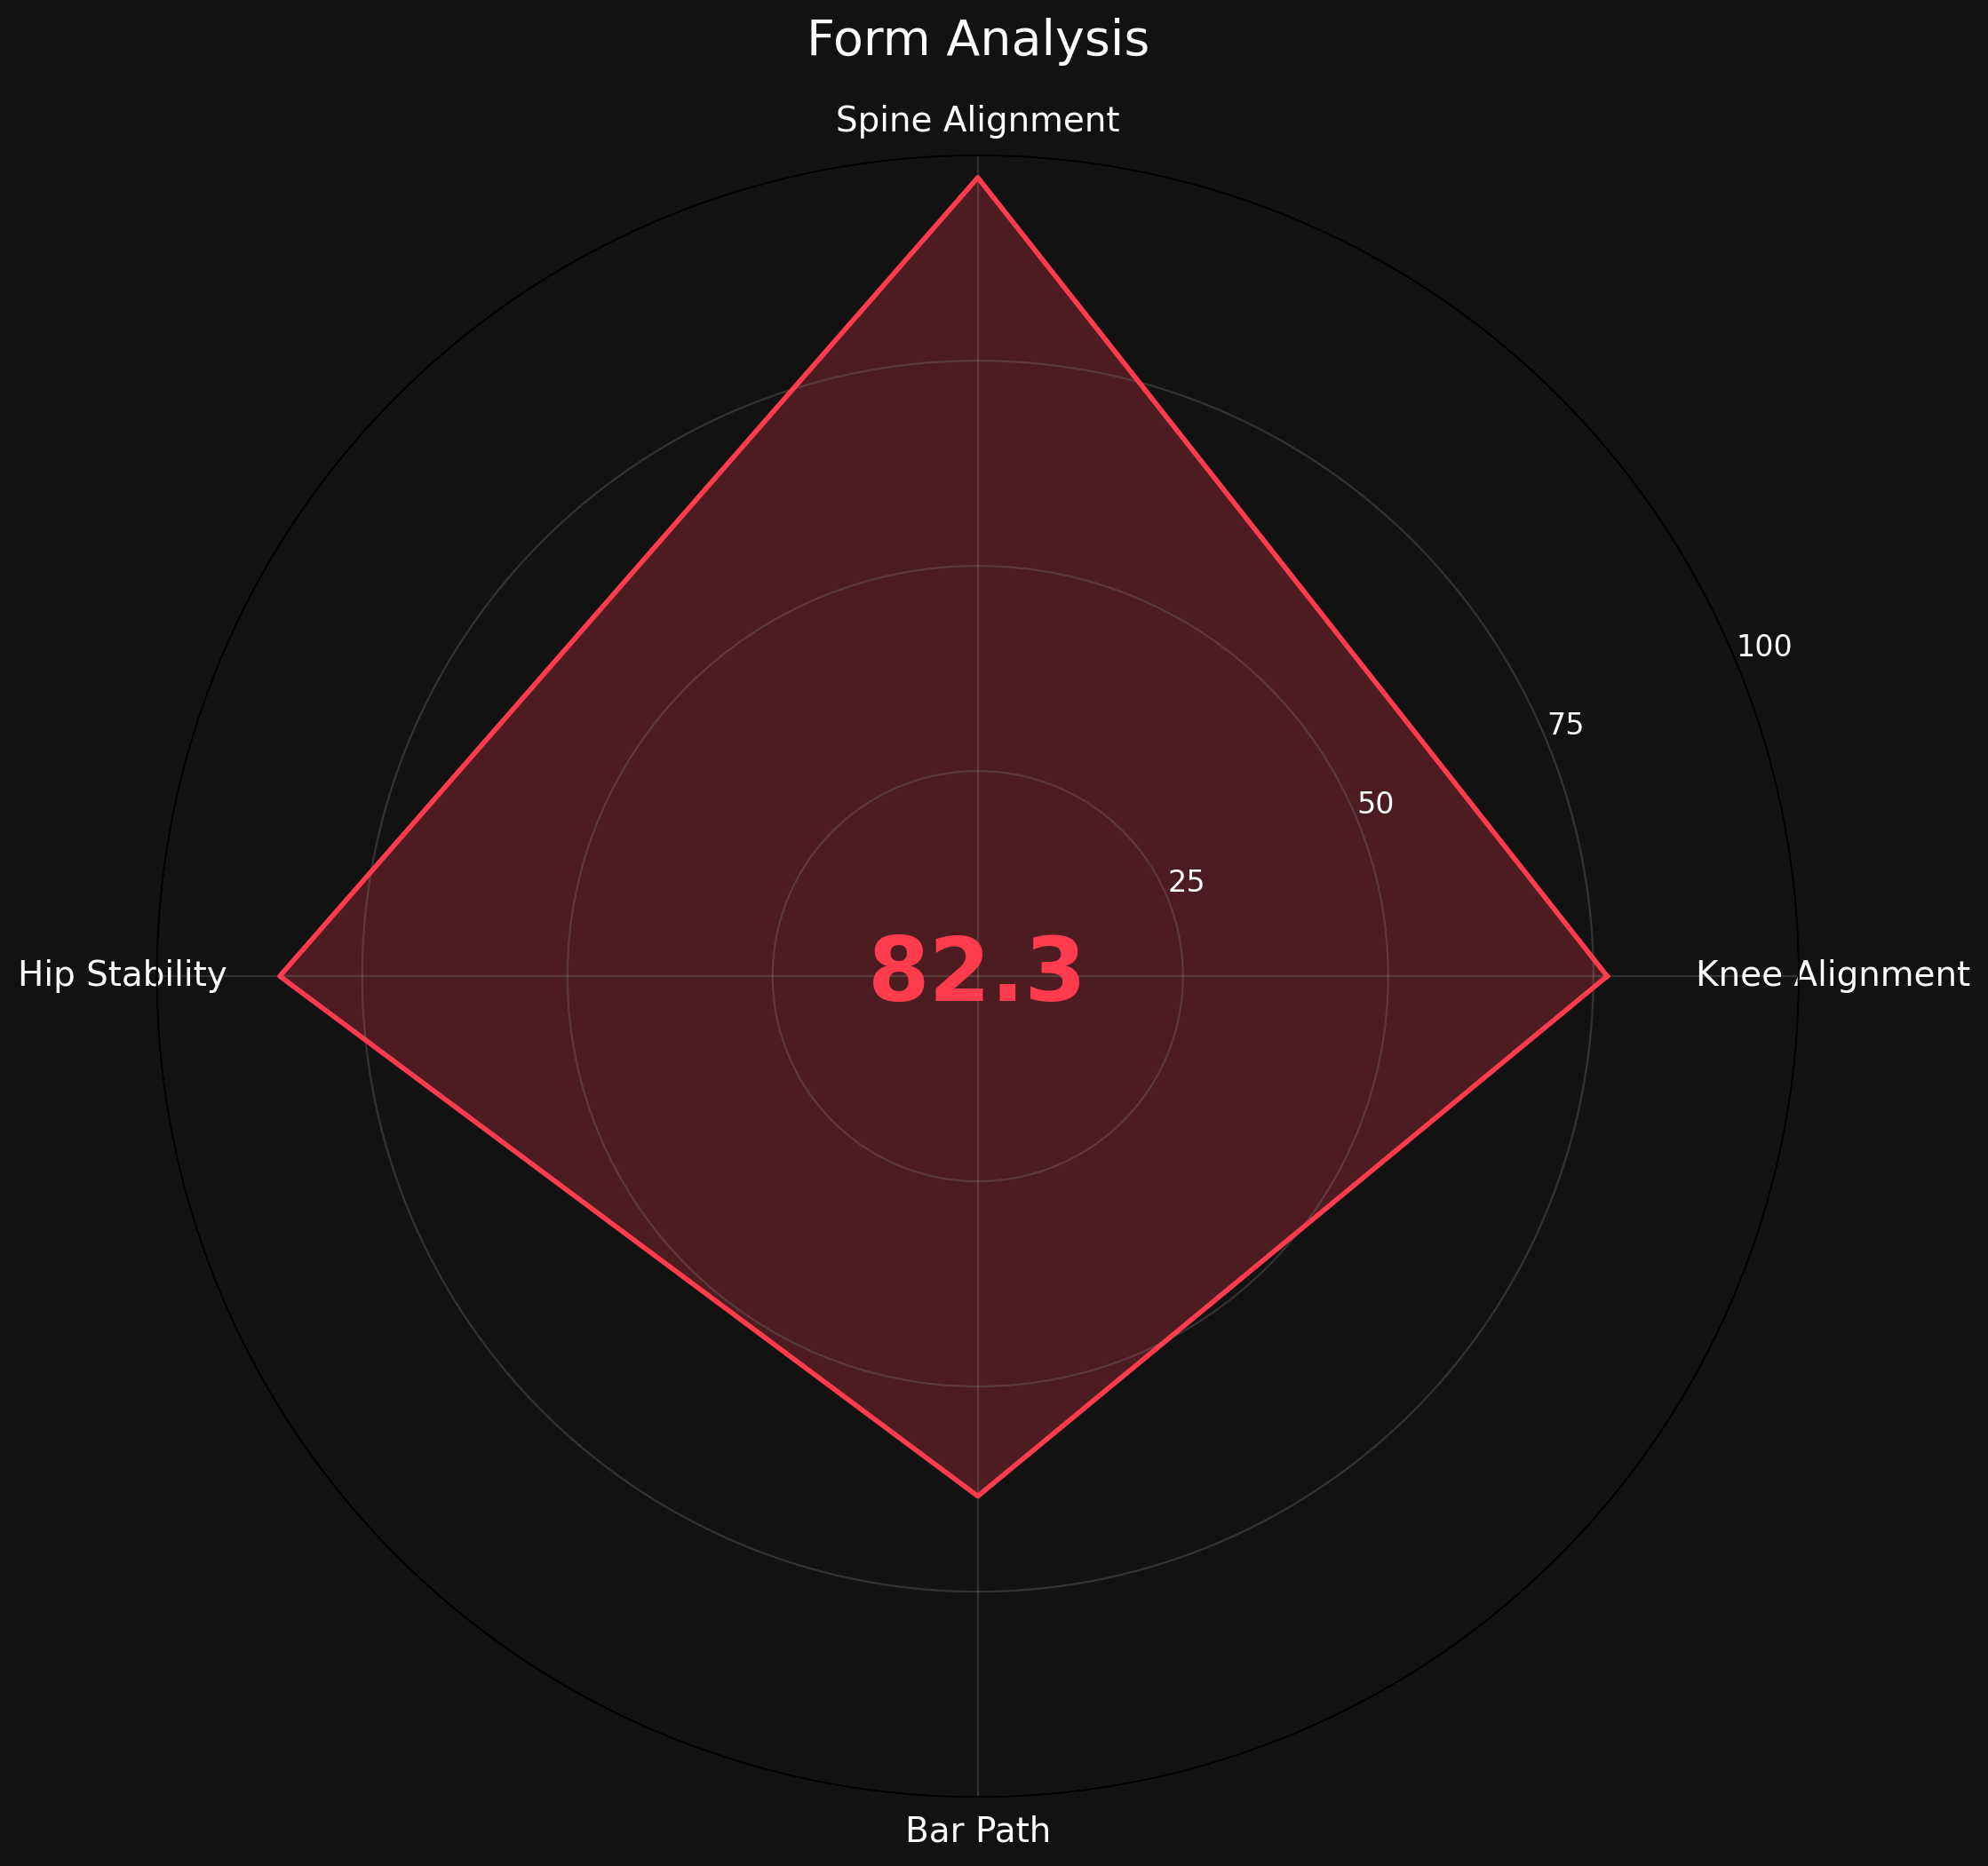 Form Analysis
Spine Alignment
100
75
50
25
82.3
Hip Stability
Knee Alignment
Bar Path